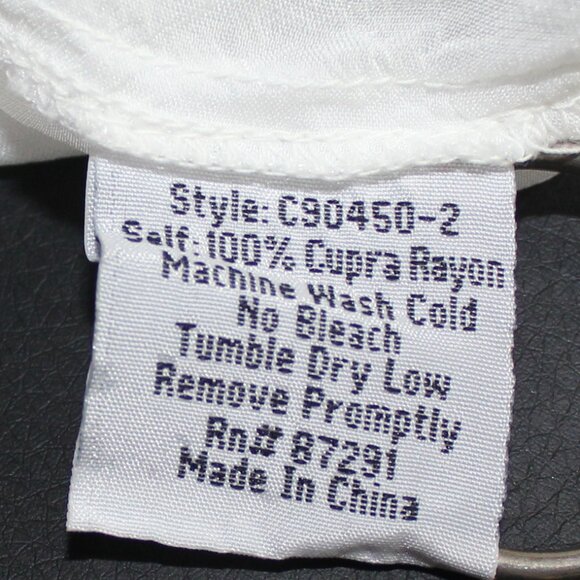 Style: C90450-2
Self: 100% Cupra Rayon
Machine Wash Cold
No Bleach
Tumble Dry Low
Remove Promptly
Rn# 87291
Made In China